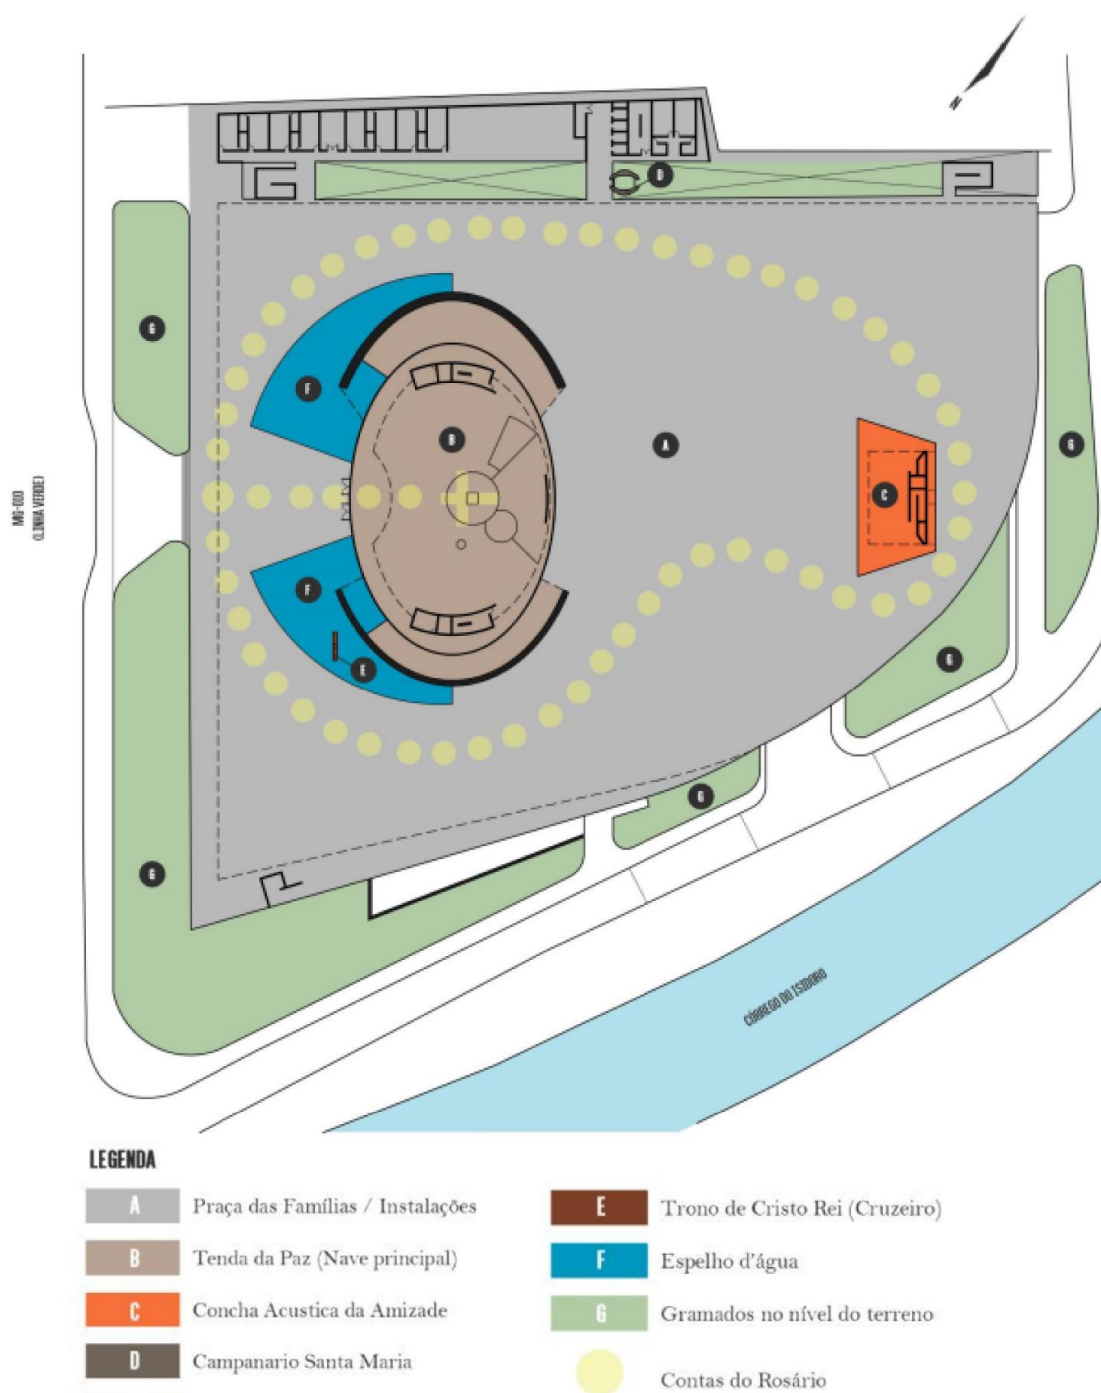 D
G
F
B
A
G
C
MG-010
(LINHA VERDE)
F
E
G
G
G
CÓRREGO DO ISIDORO
LEGENDA
A Praça das Famílias / Instalações
B Tenda da Paz (Nave principal)
C Concha Acustica da Amizade
D Campanario Santa Maria
E Trono de Cristo Rei (Cruzeiro)
F Espelho d'água
G Gramados no nível do terreno
Contas do Rosário